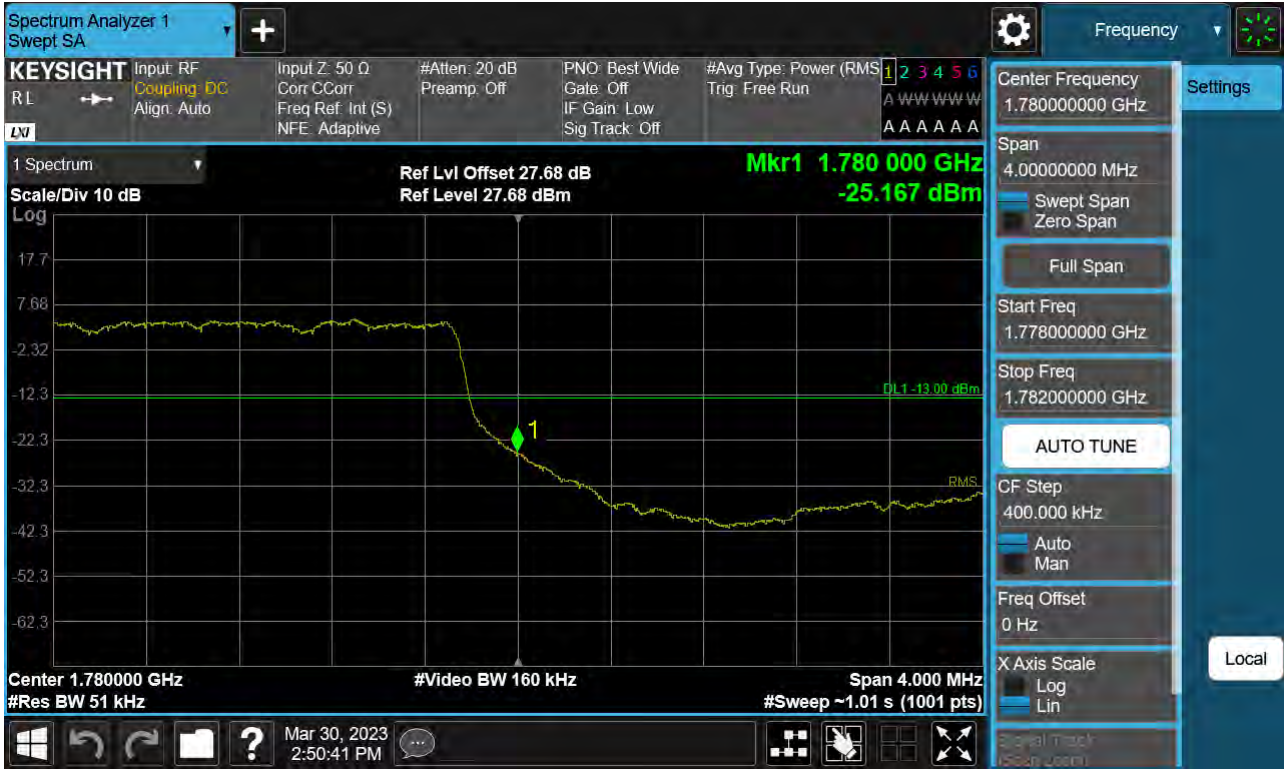 Spectrum Analyzer 1
Swept SA
Frequency
KEYSIGHT
R L
LXI
Input: RF
Coupling: DC
Align: Auto
Input Z: 50 Ω
Corr CCorr
Freq Ref: Int (S)
NFE: Adaptive
#Atten: 20 dB
Preamp: Off
PNO: Best Wide
Gate: Off
IF Gain: Low
Sig Track: Off
#Avg Type: Power (RMS
Trig: Free Run
1 2 3 4 5 6
A W W W W W
A A A A A A
1 Spectrum
Scale/Div 10 dB
Log
Ref Lvl Offset 27.68 dB
Ref Level 27.68 dBm
Mkr1 1.780 000 GHz
-25.167 dBm
17.7
7.68
-2.32
-12.3
-22.3
-32.3
-42.3
-52.3
-62.3
DL1 -13.00 dBm
1
RMS
Center 1.780000 GHz
#Video BW 160 kHz
Span 4.000 MHz
#Res BW 51 kHz
#Sweep ~1.01 s (1001 pts)
Mar 30, 2023
2:50:41 PM
Center Frequency
1.780000000 GHz
Settings
Span
4.00000000 MHz
Swept Span
Zero Span
Full Span
Start Freq
1.778000000 GHz
Stop Freq
1.782000000 GHz
AUTO TUNE
CF Step
400.000 kHz
Auto
Man
Freq Offset
0 Hz
X Axis Scale
Log
Lin
Local
Signal Track
(Span Zoom)